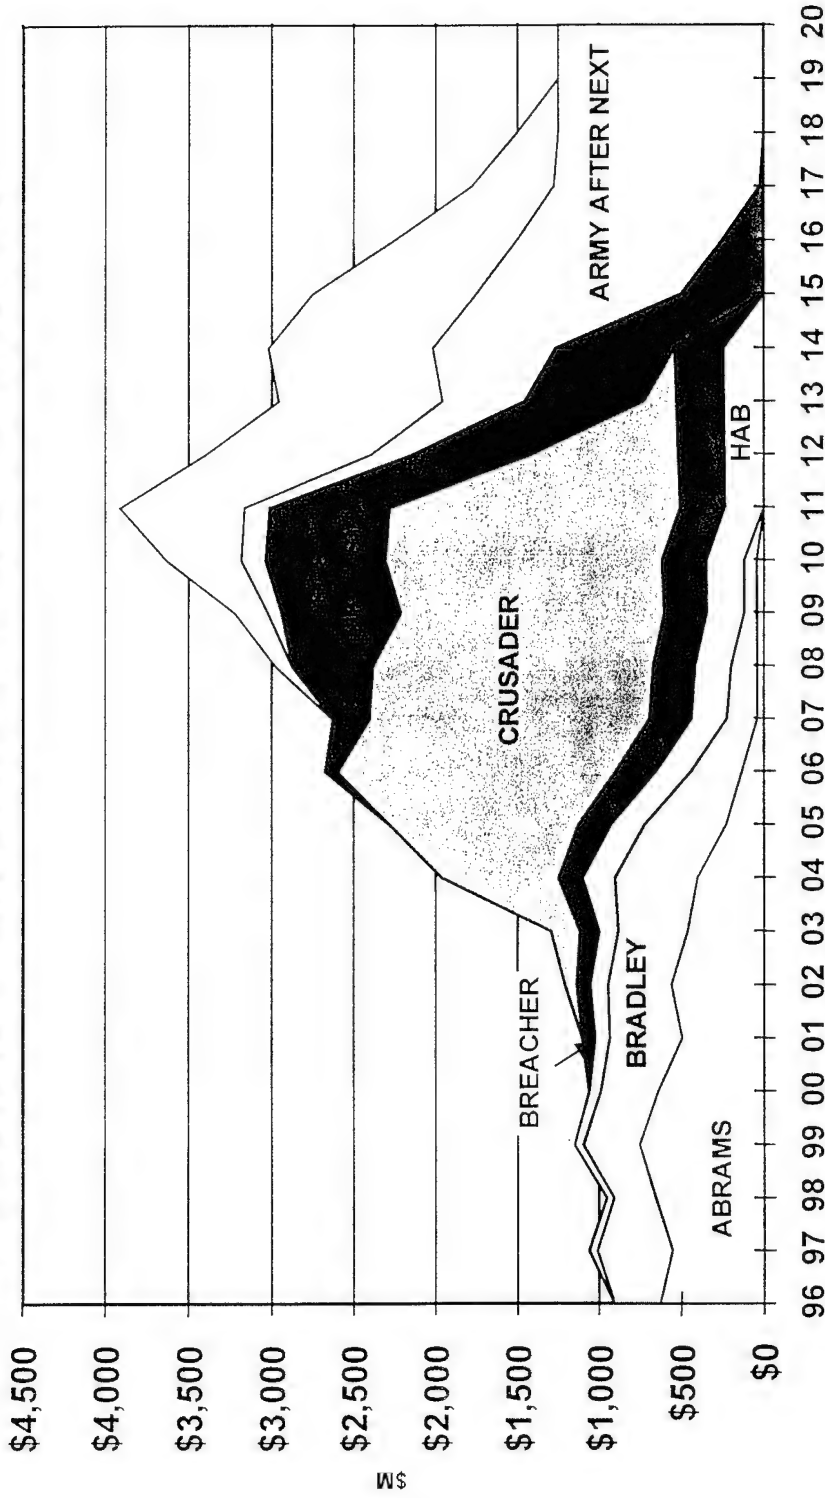 $4,500
$4,000
$3,500
$3,000
$2,500
$2,000
$1,500
$1,000
$500
$0
$M
ARMY AFTER NEXT
CRUSADER
HAB
BREACHER
BRADLEY
ABRAMS
96 97 98 99 00 01 02 03 04 05 06 07 08 09 10 11 12 13 14 15 16 17 18 19 20